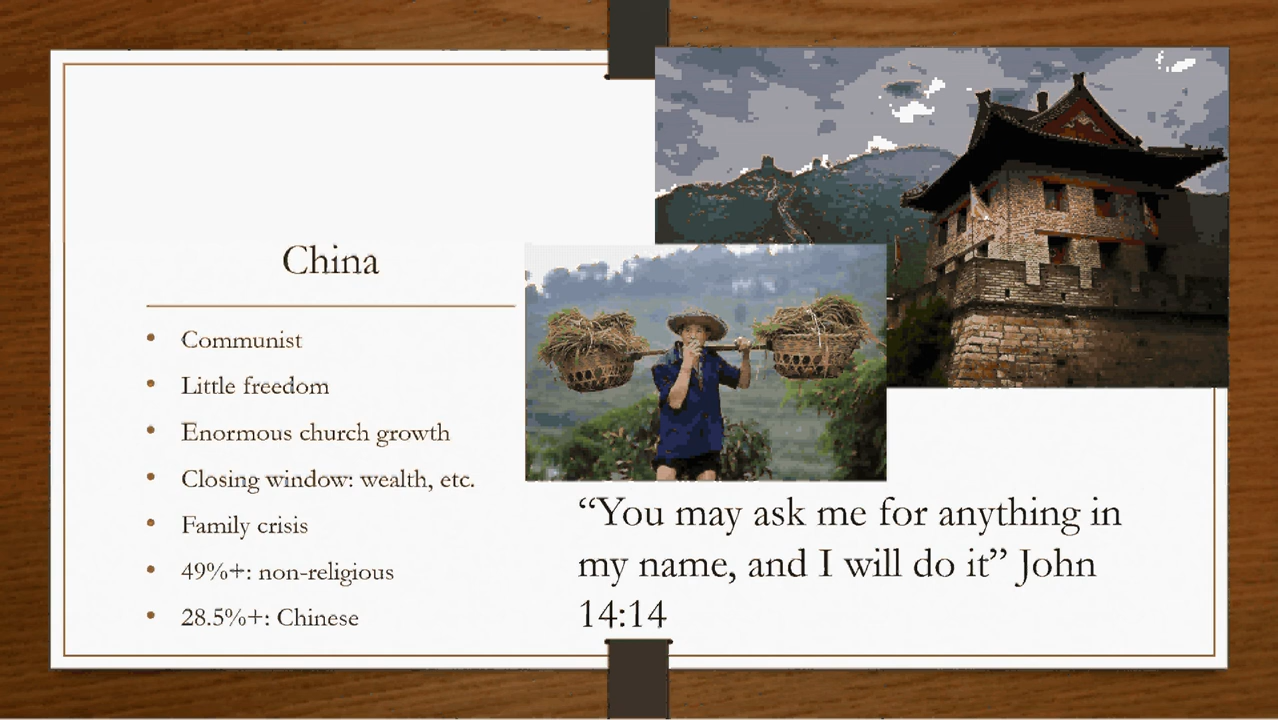 China
Communist
Little freedom
Enormous church growth
Closing window: wealth, etc.
Family crisis
49%+: non-religious
28.5%+: Chinese
“You may ask me for anything in
my name, and I will do it” John
14:14